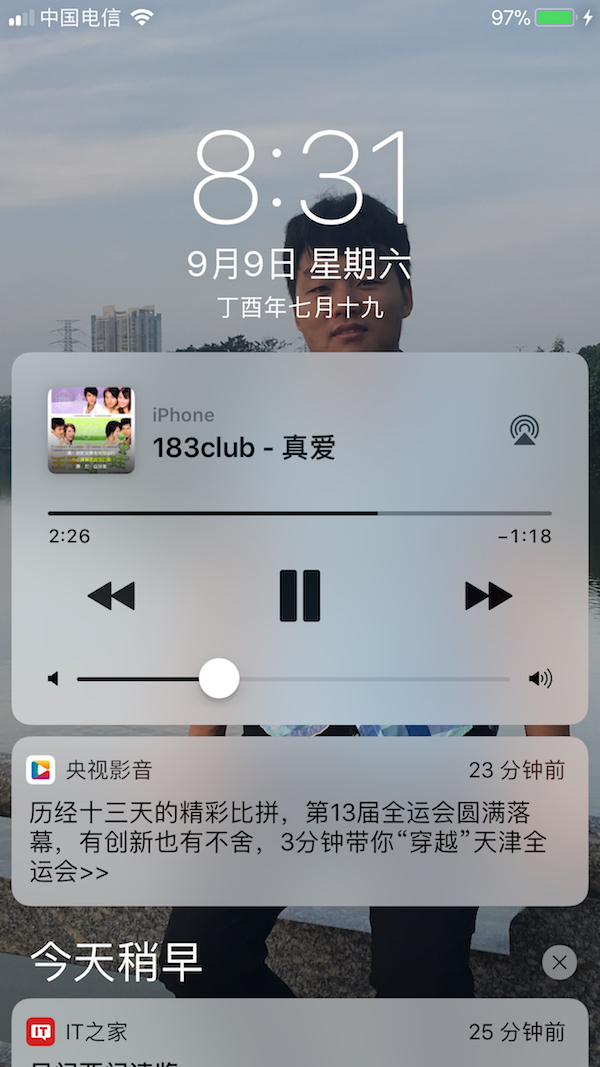 中国电信
97%
8:31
9月9日 星期六
丁酉年七月十九
iPhone
183club - 真爱
2:26
−1:18
央视影音
23 分钟前
历经十三天的精彩比拼，第13届全运会圆满落
幕，有创新也有不舍，3分钟带你“穿越”天津全
运会>>
今天稍早
IT之家
25 分钟前